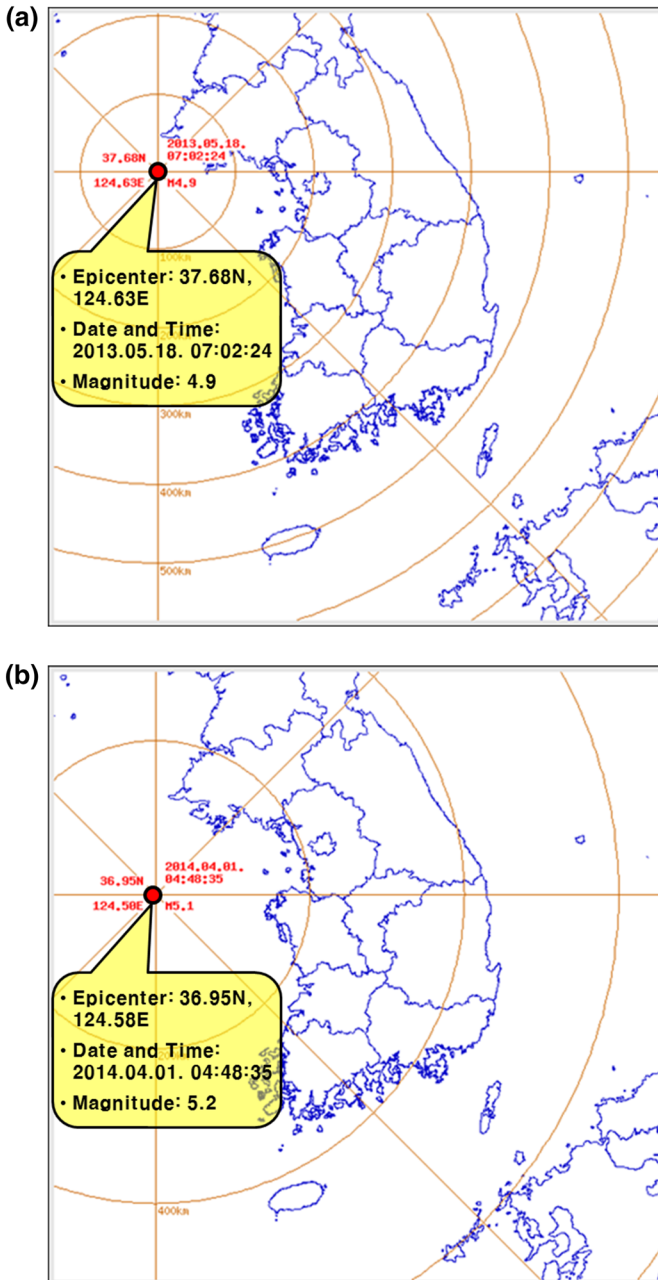 (a)
2013.05.18.
37.68N
07:02:24
124.63E
M4.9
100km
• Epicenter: 37.68N,
124.63E
• Date and Time:
2013.05.18. 07:02:24
• Magnitude: 4.9
300km
400km
500km
(b)
2014.04.01.
36.95N
04:48:35
124.58E
M5.1
• Epicenter: 36.95N,
124.58E
• Date and Time:
2014.04.01. 04:48:35
• Magnitude: 5.2
400km